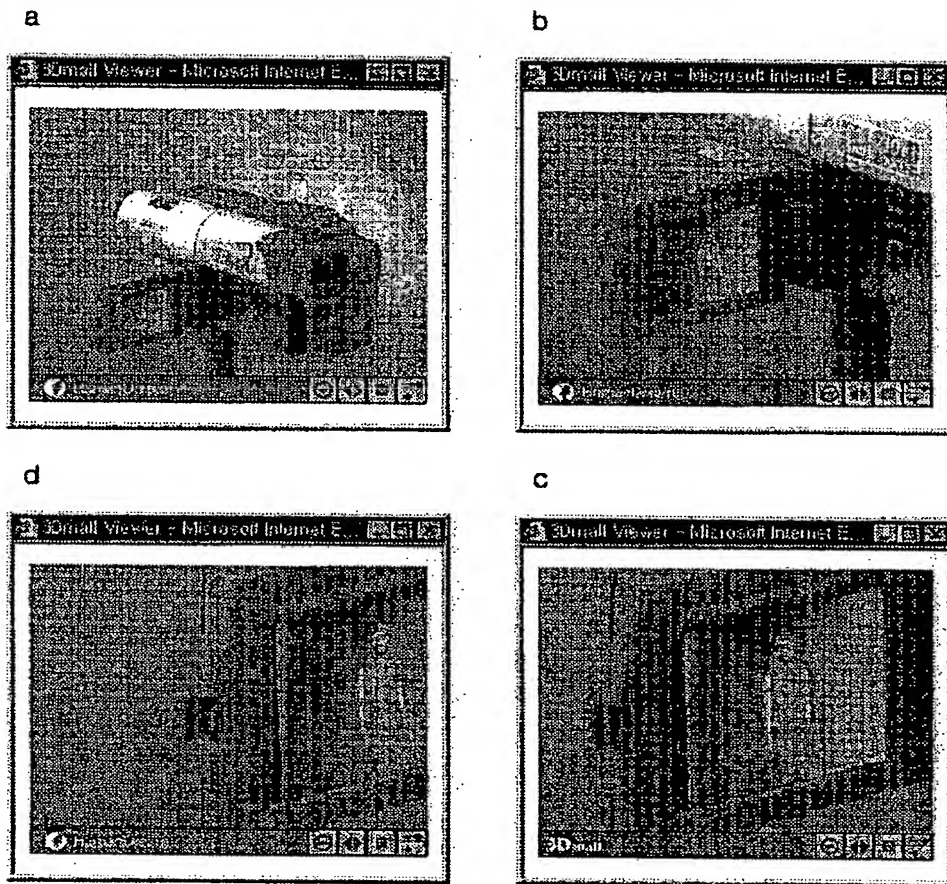 a
b
3Dmall Viewer - Microsoft Internet E...
3Dmall Viewer - Microsoft Internet E...
d
c
3Dmall Viewer - Microsoft Internet E...
3Dmall Viewer - Microsoft Internet E...
3Dmall